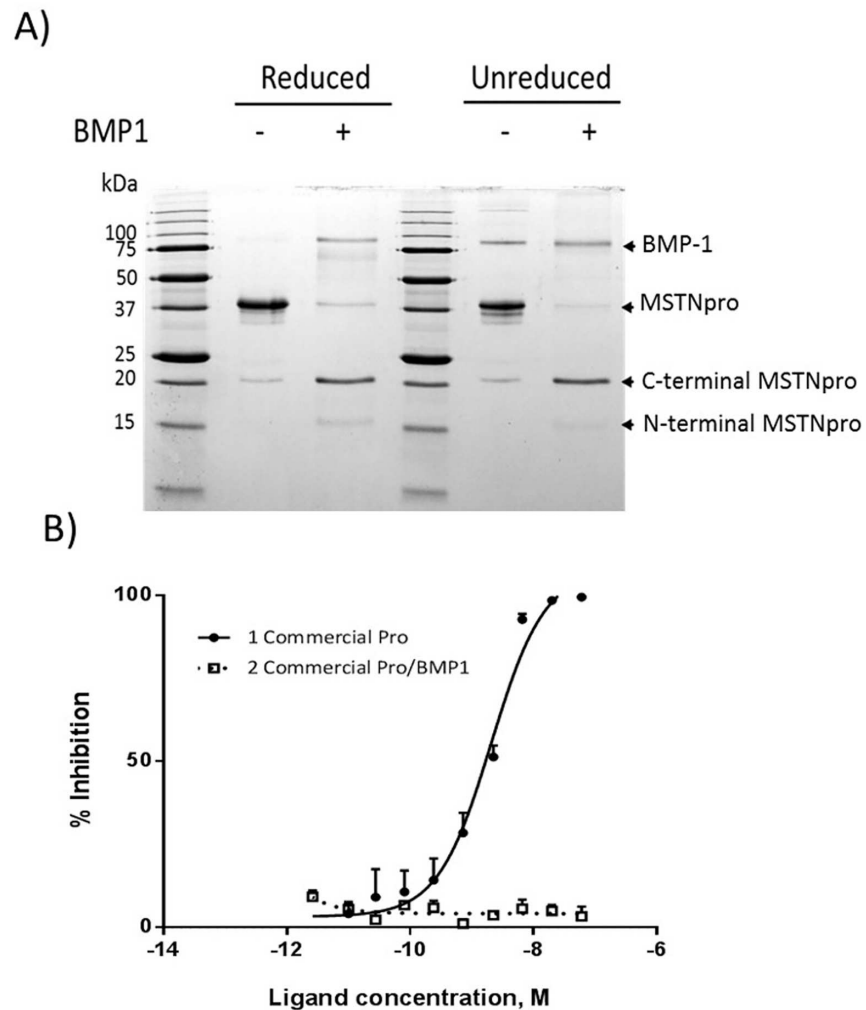 A)
Reduced Unreduced
BMP1 - + - +
kDa
100
75
50
37
25
20
15
BMP-1
MSTNpro
C-terminal MSTNpro
N-terminal MSTNpro
B)
100
50
0
% Inhibition
1 Commercial Pro
2 Commercial Pro/BMP1
-14 -12 -10 -8 -6
Ligand concentration, M